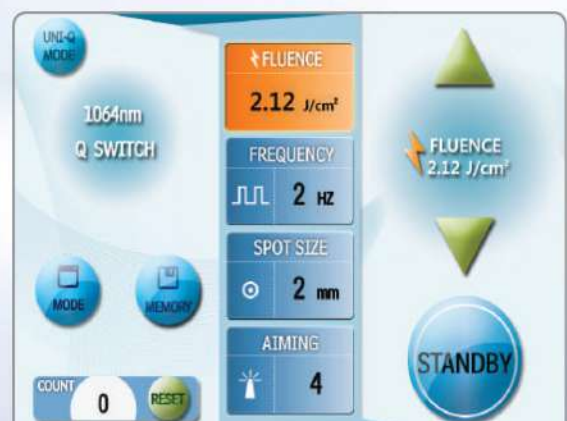 UNI-Q
MODE
1064nm
Q SWITCH
MODE
MEMORY
COUNT
0
RESET
FLUENCE
2.12 J/cm²
FREQUENCY
2 HZ
SPOT SIZE
2 mm
AIMING
4
FLUENCE
2.12 J/cm²
STANDBY